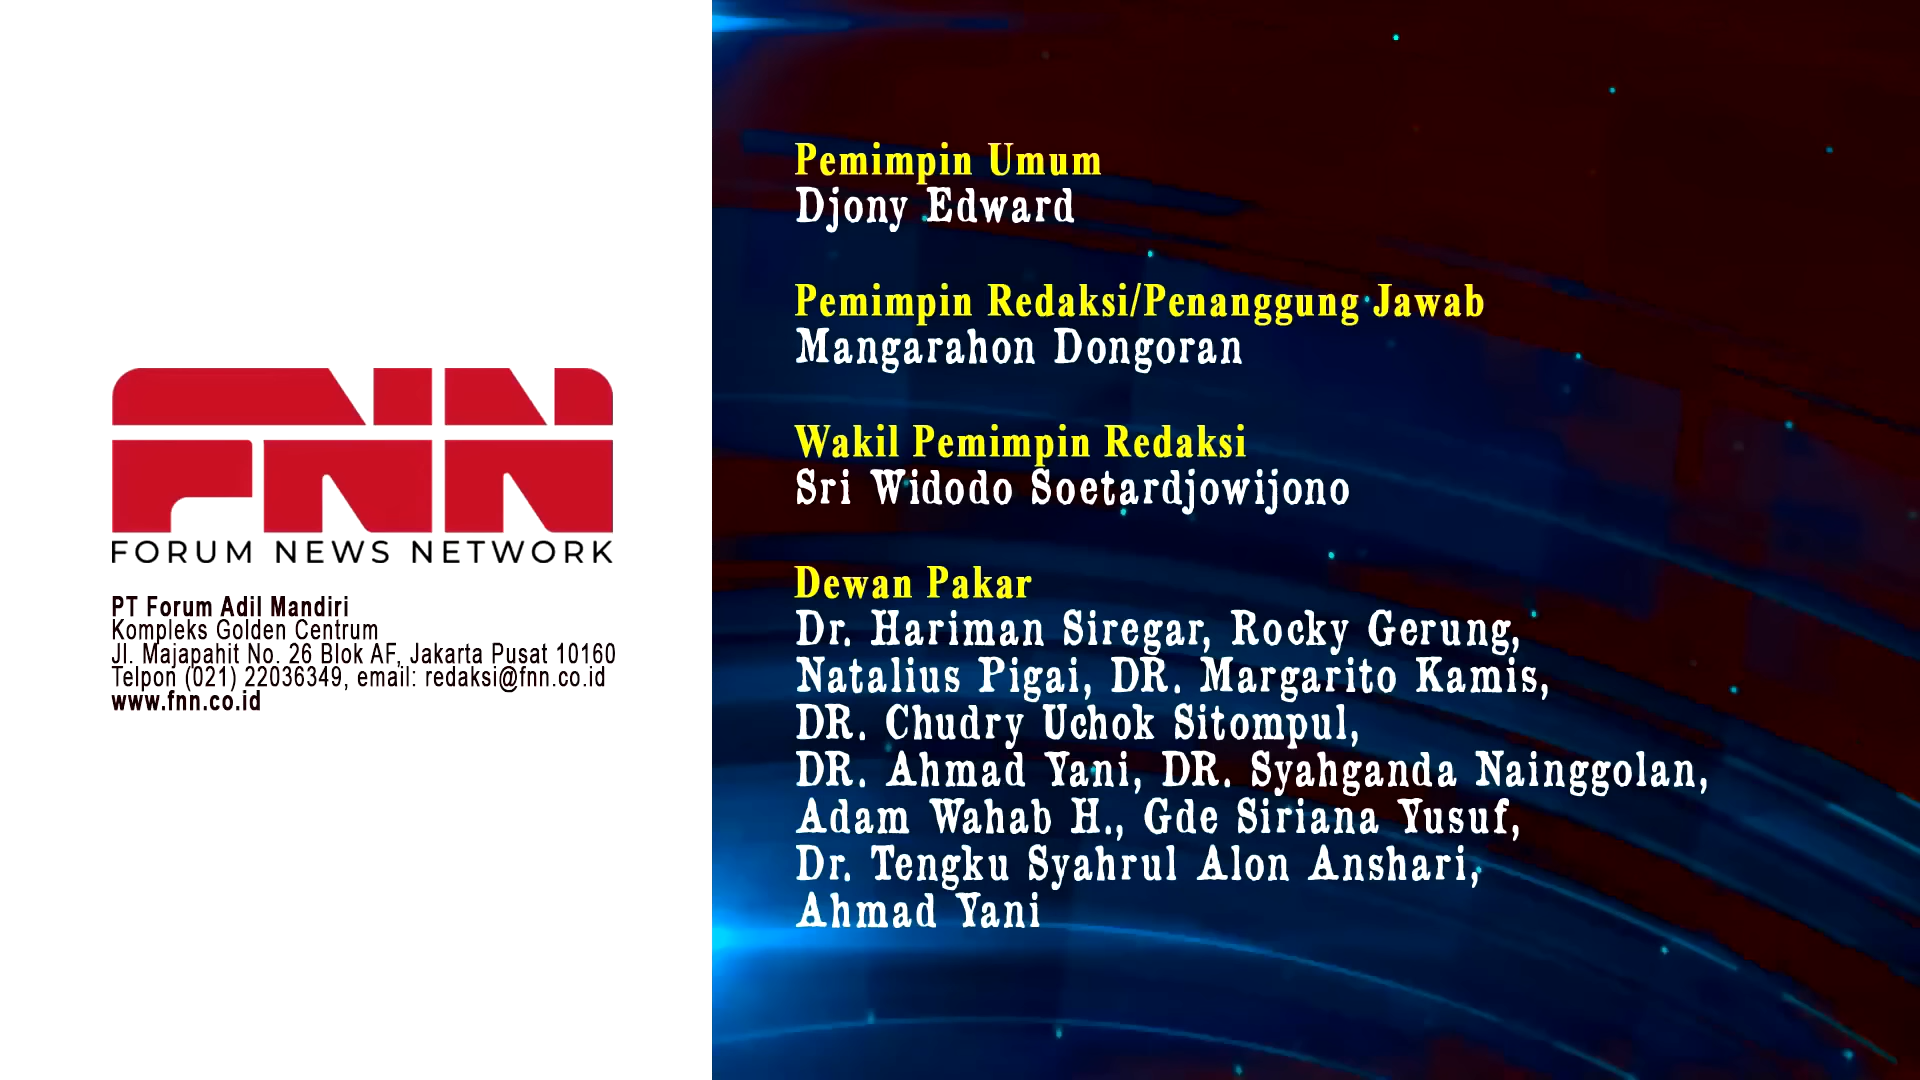 FNN
FORUM NEWS NETWORK
PT Forum Adil Mandiri
Kompleks Golden Centrum
Jl. Majapahit No. 26 Blok AF, Jakarta Pusat 10160
Telpon (021) 22036349, email: redaksi@fnn.co.id
www.fnn.co.id
Pemimpin Umum
Djony Edward
Pemimpin Redaksi/Penanggung Jawab
Mangarahon Dongoran
Wakil Pemimpin Redaksi
Sri Widodo Soetardjowijono
Dewan Pakar
Dr. Hariman Siregar, Rocky Gerung,
Natalius Pigai, DR. Margarito Kamis,
DR. Chudry Uchok Sitompul,
DR. Ahmad Yani, DR. Syahganda Nainggolan,
Adam Wahab H., Gde Siriana Yusuf,
Dr. Tengku Syahrul Alon Anshari,
Ahmad Yani